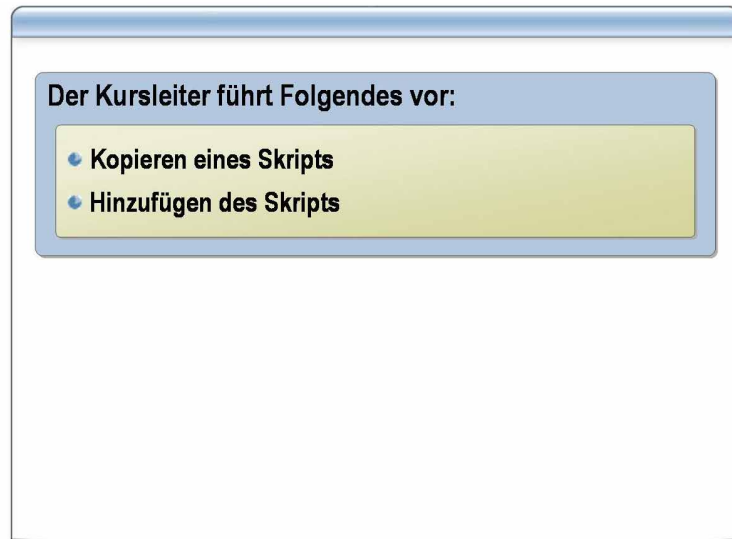 Der Kursleiter führt Folgendes vor:
Kopieren eines Skripts
Hinzufügen des Skripts